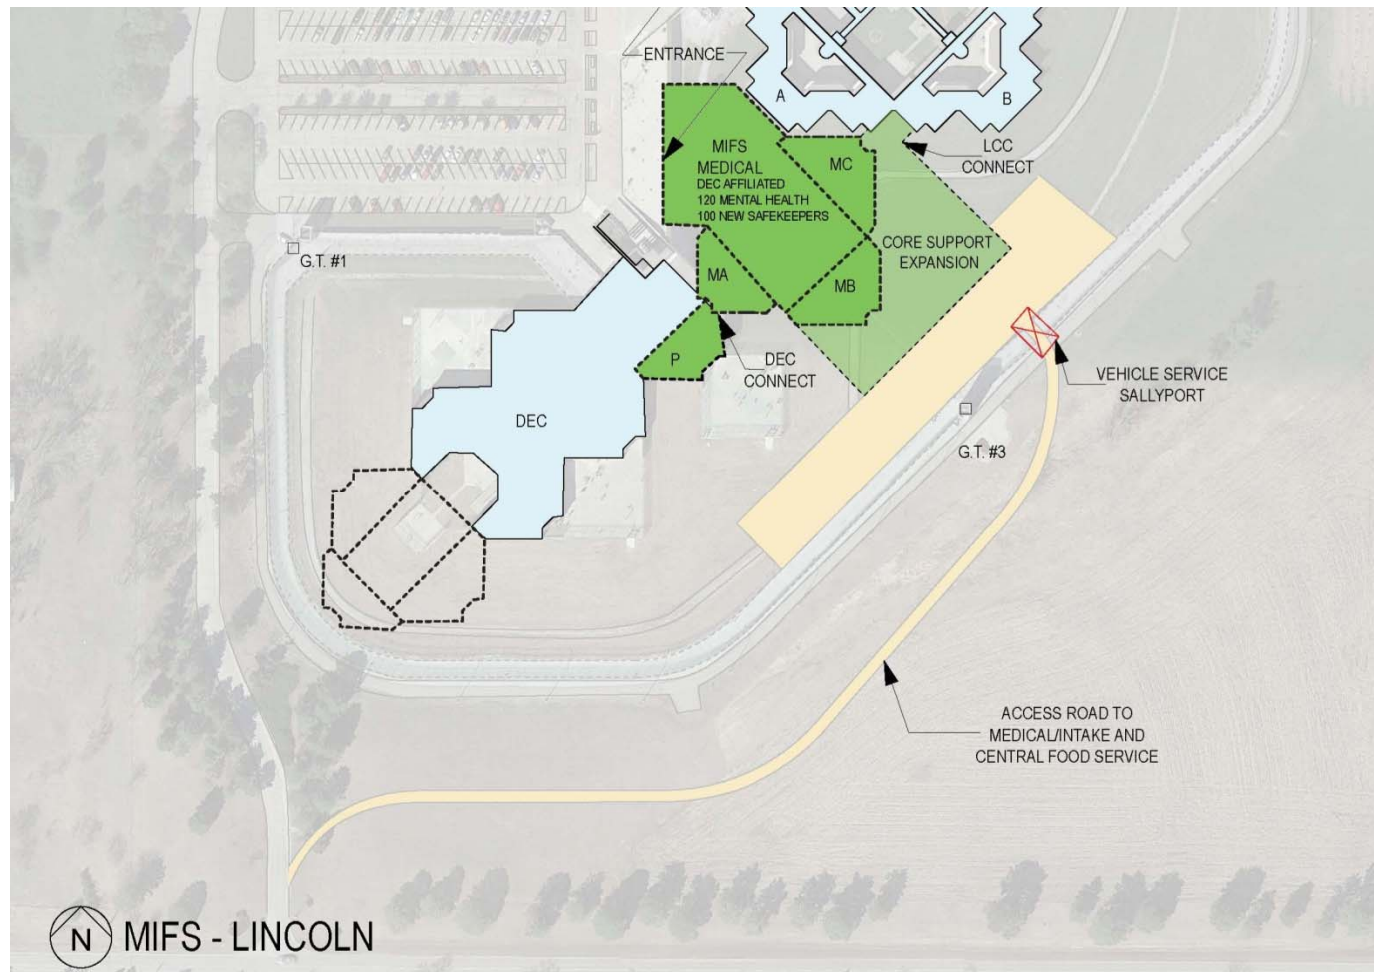 ENTRANCE
A
B
MIFS
MEDICAL
DEC AFFILIATED
120 MENTAL HEALTH
100 NEW SAFEKEEPERS
MC
LCC
CONNECT
CORE SUPPORT
EXPANSION
G.T. #1
MA
MB
P
DEC
CONNECT
VEHICLE SERVICE
SALLYPORT
DEC
G.T. #3
ACCESS ROAD TO
MEDICAL/INTAKE AND
CENTRAL FOOD SERVICE
N
MIFS - LINCOLN